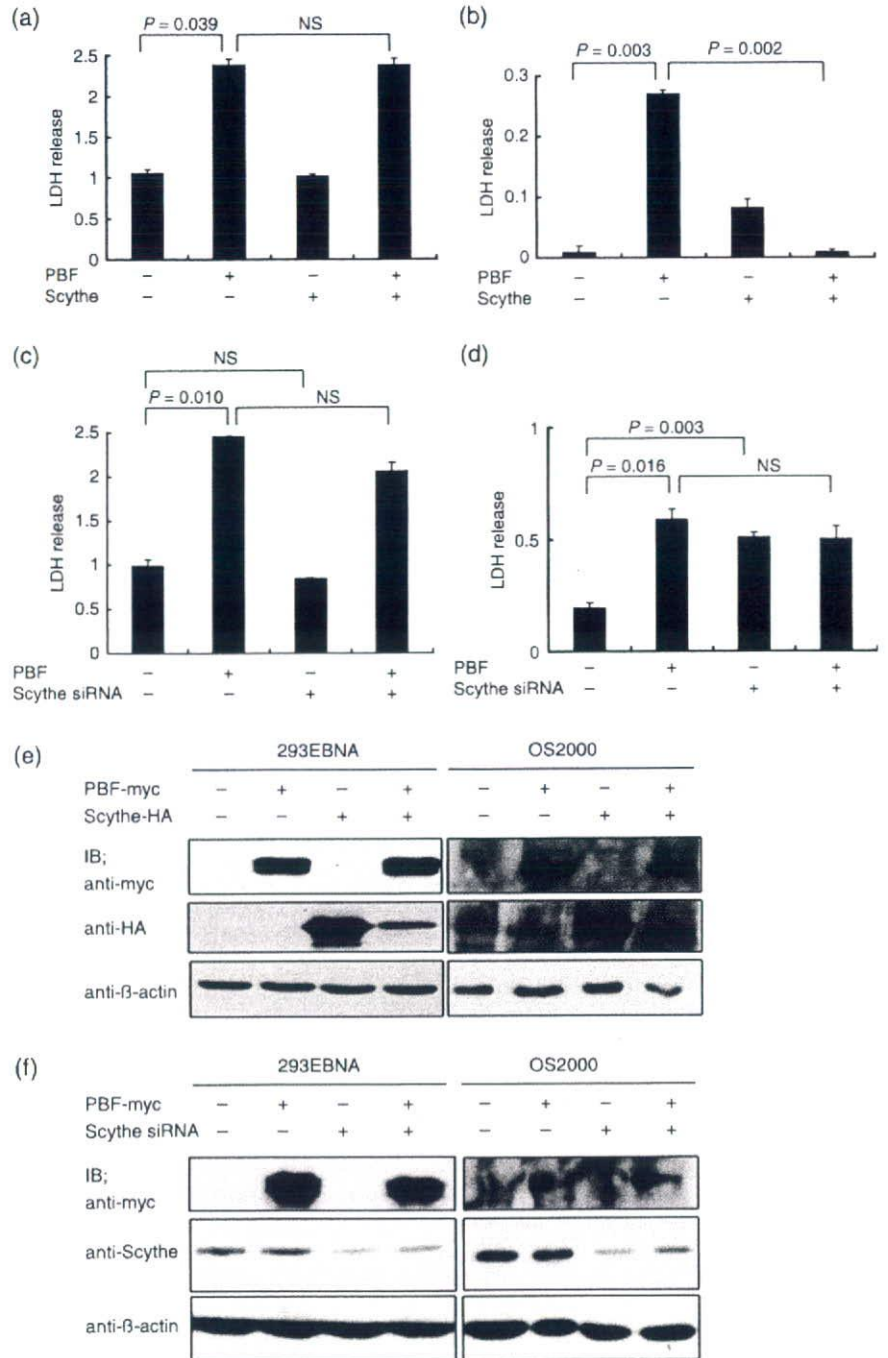 (a)
P = 0.039
NS
2.5
2
1.5
1
0.5
0
LDH release
PBF − + − +
Scythe − − + +
(b)
P = 0.003
P = 0.002
0.3
0.2
0.1
0
LDH release
PBF − + − +
Scythe − − + +
(c)
NS
P = 0.010
NS
2.5
2
1.5
1
0.5
0
LDH release
PBF − + − +
Scythe siRNA − − + +
(d)
P = 0.003
P = 0.016
NS
1
0.5
0
LDH release
PBF − + − +
Scythe siRNA − − + +
(e)
293EBNA OS2000
PBF-myc − + − + − + − +
Scythe-HA − − + + − − + +
IB;
anti-myc
anti-HA
anti-β-actin
(f)
293EBNA OS2000
PBF-myc − + − + − + − +
Scythe siRNA − − + + − − + +
IB;
anti-myc
anti-Scythe
anti-β-actin